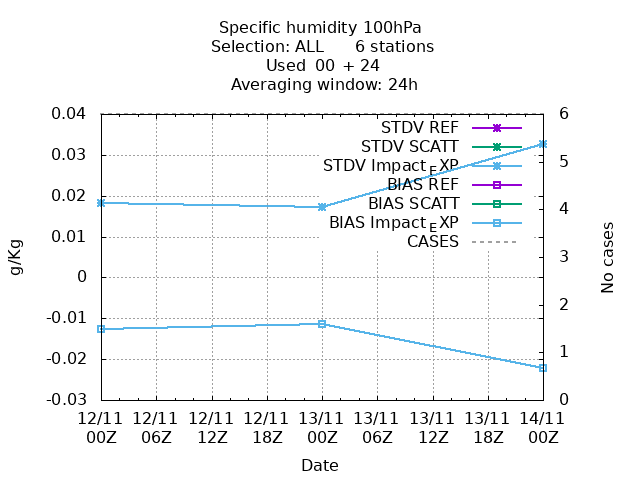 Specific humidity 100hPa
Selection: ALL 6 stations
Used 00 + 24
Averaging window: 24h
0.04
0.03
0.02
0.01
0
-0.01
-0.02
-0.03
g/Kg
STDV REF
STDV SCATT
STDV Impact_EXP
BIAS REF
BIAS SCATT
BIAS Impact_EXP
CASES
6
5
4
3
2
1
0
No cases
12/11 12/11 12/11 12/11 13/11 13/11 13/11 13/11 14/11
00Z 06Z 12Z 18Z 00Z 06Z 12Z 18Z 00Z
Date